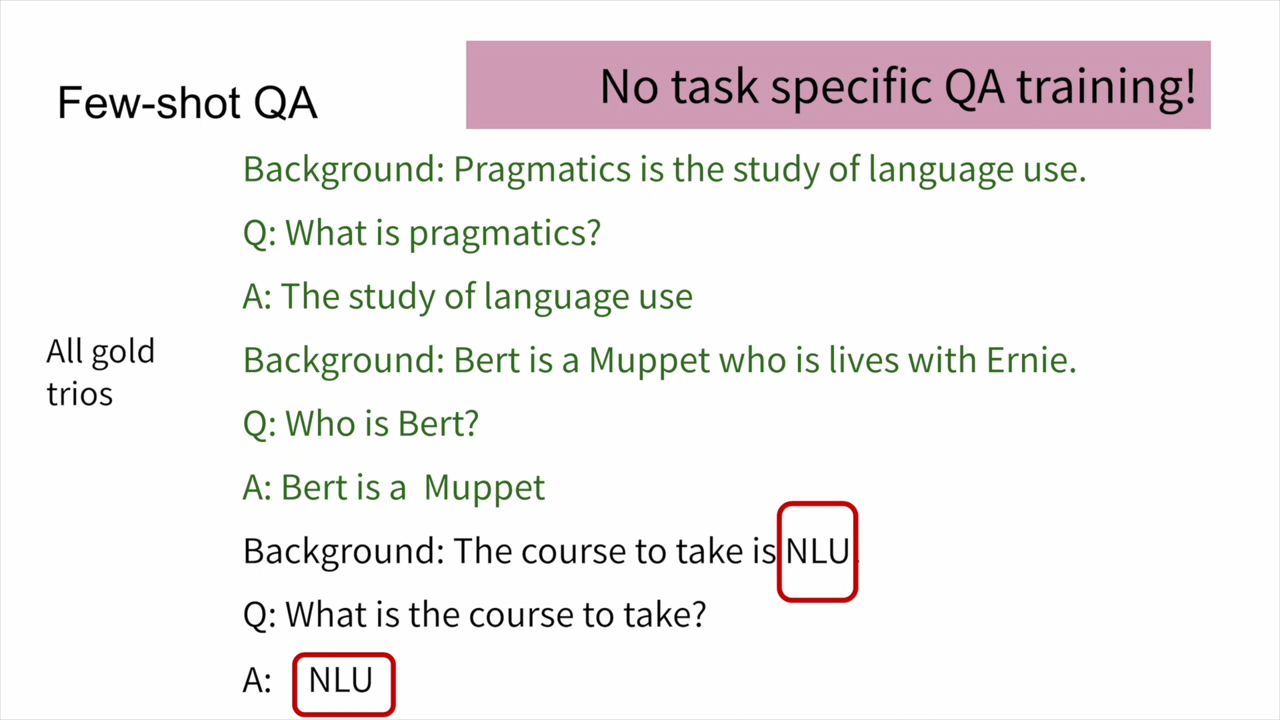 No task specific QA training!
Few-shot QA
Background: Pragmatics is the study of language use.
Q: What is pragmatics?
A: The study of language use
All gold
trios
Background: Bert is a Muppet who is lives with Ernie.
Q: Who is Bert?
A: Bert is a  Muppet
Background: The course to take is NLU.
Q: What is the course to take?
A: NLU